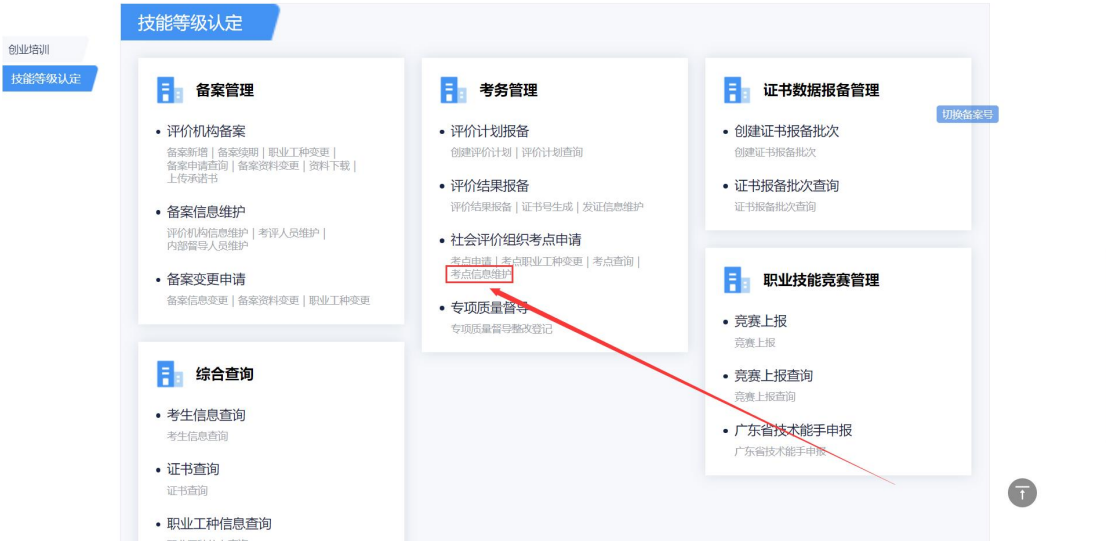 技能等级认定
创业培训
技能等级认定
备案管理
评价机构备案
备案新增 | 备案续期 | 职业工种变更 |
备案申请查询 | 备案资料变更 | 资料下载 |
上传承诺书
备案信息维护
评价机构信息维护 | 考评人员维护 |
内部督导人员维护
备案变更申请
备案信息变更 | 备案资料变更 | 职业工种变更
综合查询
考生信息查询
考生信息查询
证书查询
证书查询
职业工种信息查询
考务管理
评价计划报备
创建评价计划 | 评价计划查询
评价结果报备
评价结果报备 | 证书号生成 | 发证信息维护
社会评价组织考点申请
考点申请 | 考点职业工种变更 | 考点查询 |
考点信息维护
专项质量督导
专项质量督导整改登记
证书数据报备管理
切换备案号
创建证书报备批次
创建证书报备批次
证书报备批次查询
证书报备批次查询
职业技能竞赛管理
竞赛上报
竞赛上报
竞赛上报查询
竞赛上报查询
广东省技术能手申报
广东省技术能手申报